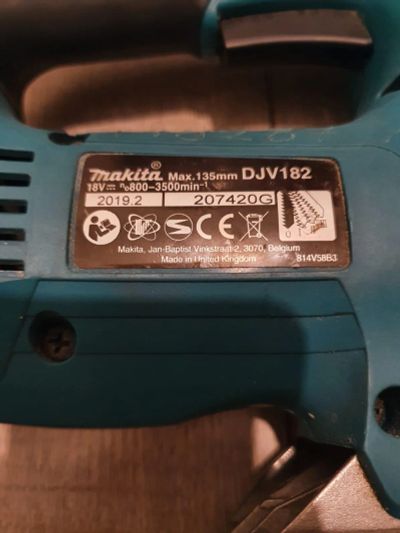 makita® Max.135mm DJV182
18V⎓ n₀800-3500min⁻¹
2019.2 207420G
CE
Makita, Jan-Baptist Vinkstraat 2, 3070, Belgium
Made in United Kingdom 814V58B3